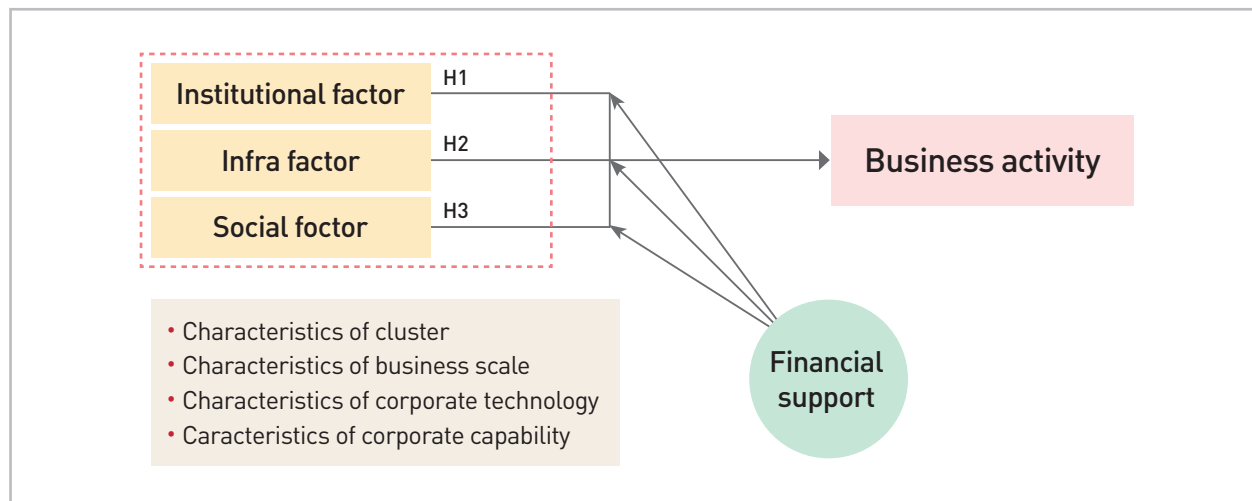 Institutional factor
H1
Infra factor
H2
Social foctor
H3
Business activity
• Characteristics of cluster
• Characteristics of business scale
• Characteristics of corporate technology
• Caracteristics of corporate capability
Financial
support